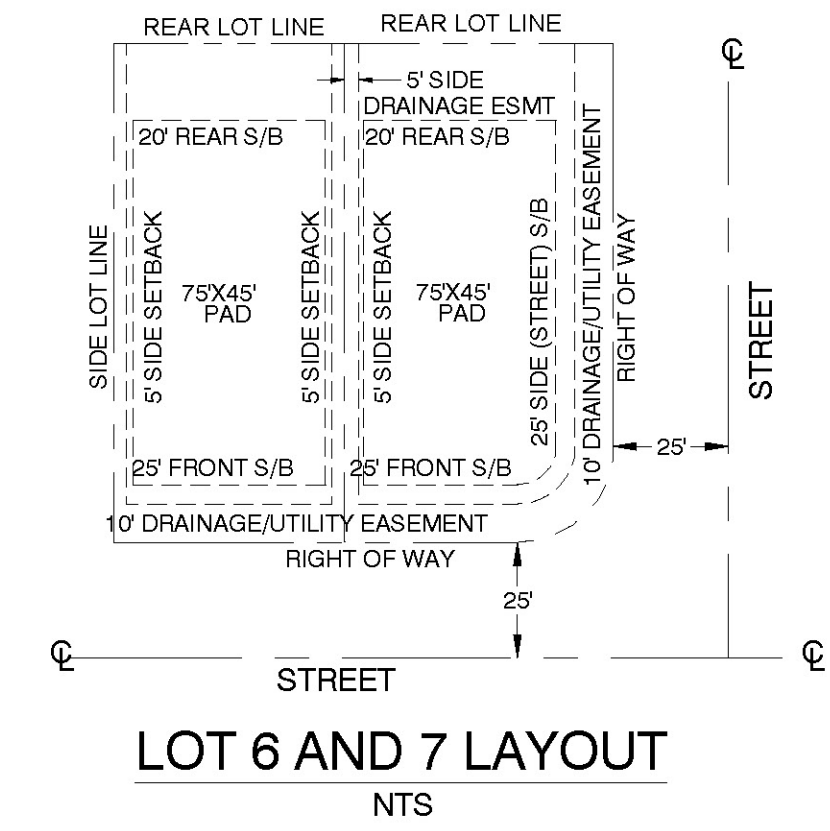 REAR LOT LINE
REAR LOT LINE
℄
5' SIDE
DRAINAGE ESMT
20' REAR S/B
20' REAR S/B
SIDE LOT LINE
5' SIDE SETBACK
75'X45'
PAD
5' SIDE SETBACK
5' SIDE SETBACK
75'X45'
PAD
25' SIDE (STREET) S/B
10' DRAINAGE/UTILITY EASEMENT
RIGHT OF WAY
STREET
25'
25' FRONT S/B
25' FRONT S/B
10' DRAINAGE/UTILITY EASEMENT
RIGHT OF WAY
25'
℄
℄
STREET
LOT 6 AND 7 LAYOUT
NTS